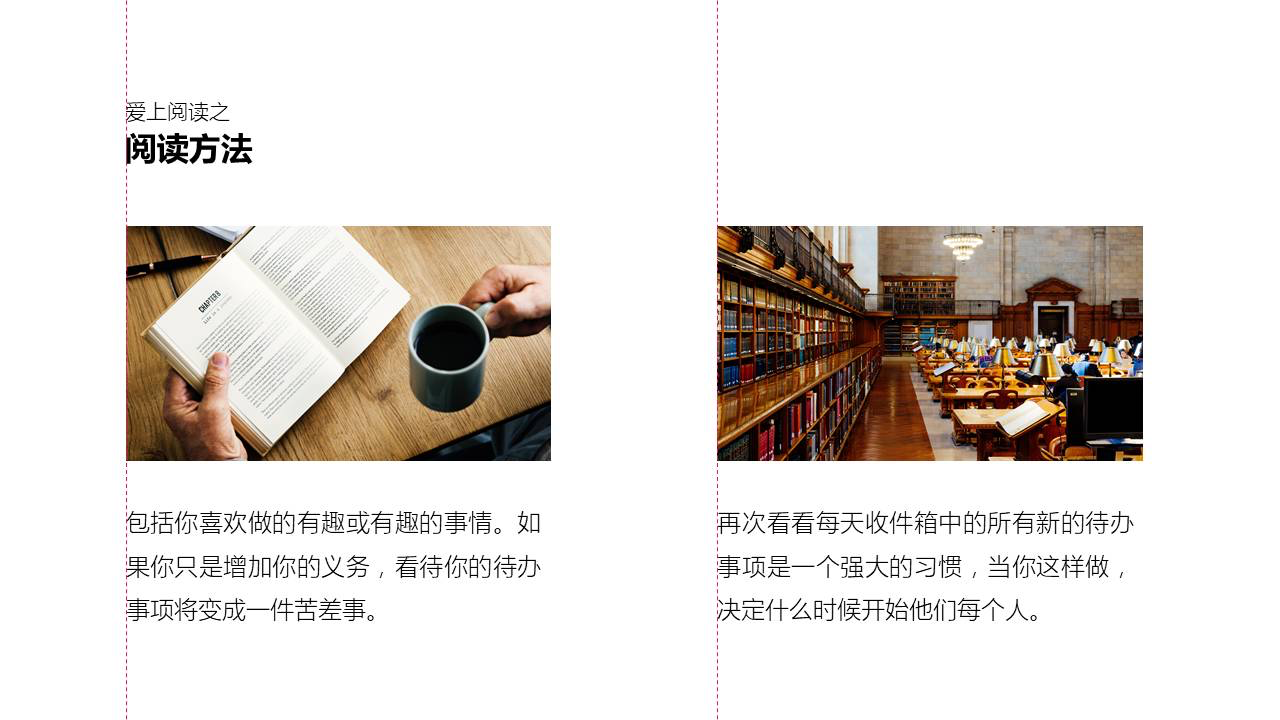 爱上阅读之
阅读方法
CHAPTER 8
包括你喜欢做的有趣或有趣的事情。如
果你只是增加你的义务，看待你的待办
事项将变成一件苦差事。
再次看看每天收件箱中的所有新的待办
事项是一个强大的习惯，当你这样做，
决定什么时候开始他们每个人。